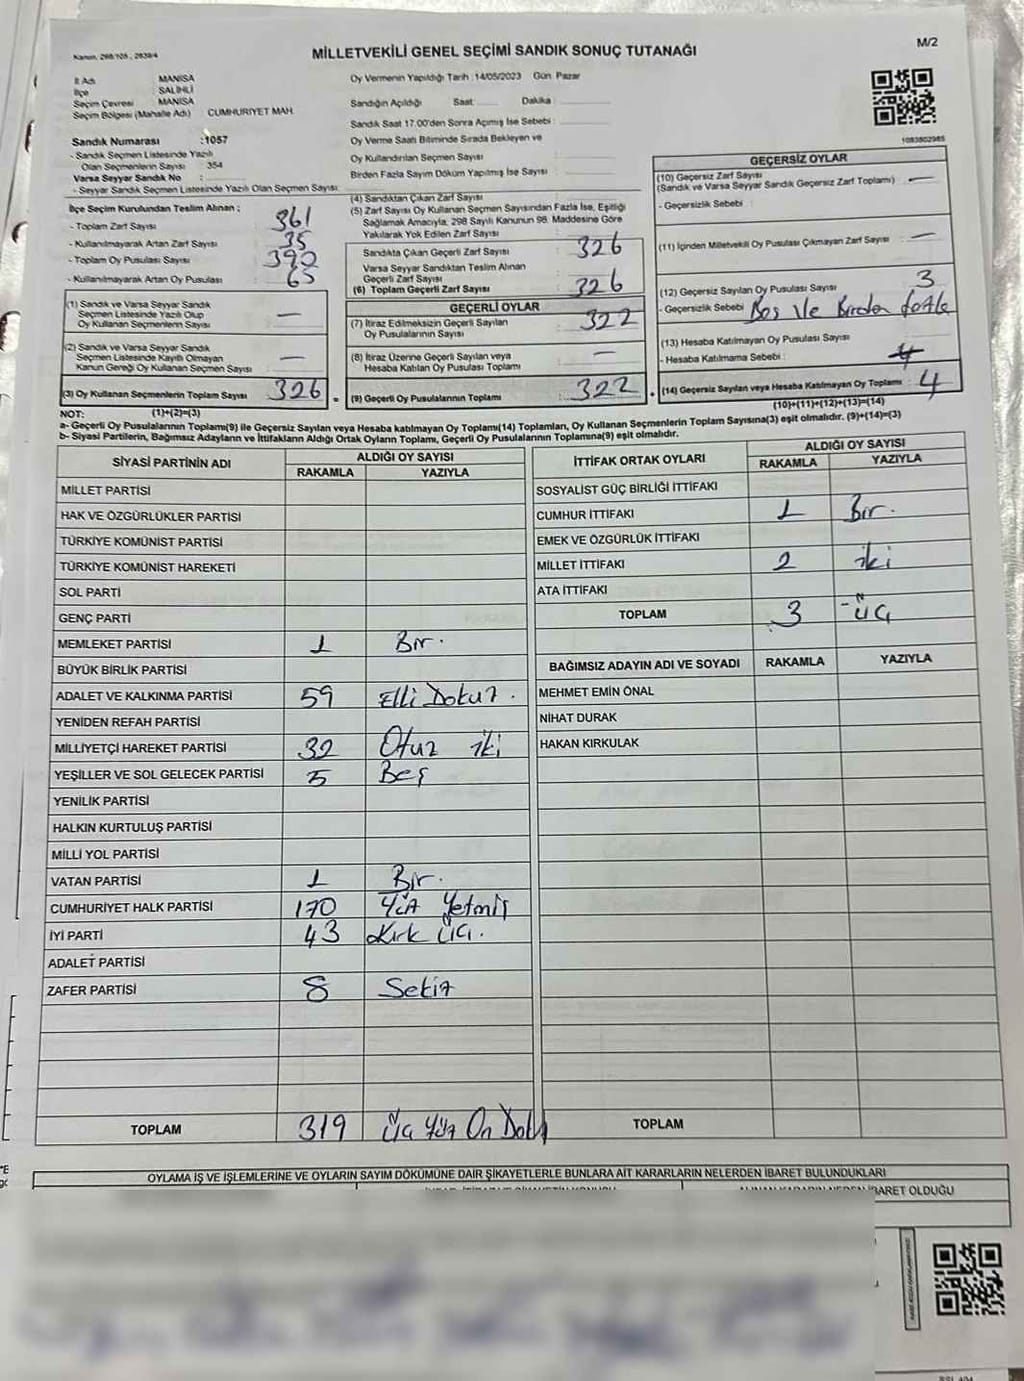 Kanun, 298/105 , 2839/4
MİLLETVEKİLİ GENEL SEÇİMİ SANDIK SONUÇ TUTANAĞI
M/2
İl Adı MANİSA
İlçe SALİHLİ
Seçim Çevresi MANİSA
Seçim Bölgesi (Mahalle Adı) CUMHURİYET MAH.
Sandık Numarası :1057
- Sandık Seçmen Listesinde Yazılı
Olan Seçmenlerin Sayısı : 354
Varsa Seyyar Sandık No :
- Seyyar Sandık Seçmen Listesinde Yazılı Olan Seçmen Sayısı:
Oy Vermenin Yapıldığı Tarih :14/05/2023 Gün Pazar
Sandığın Açıldığı Saat Dakika
Sandık Saat 17.00'den Sonra Açımış İse Sebebi :
Oy Verme Saati Bitiminde Sırada Bekleyen ve
Oy Kullandırılan Seçmen Sayısı
Birden Fazla Sayım Döküm Yapılmış İse Sayısı :
1083802985
İlçe Seçim Kurulundan Teslim Alınan ;
- Toplam Zarf Sayısı : 361
- Kullanılmayarak Artan Zarf Sayısı : 35
- Toplam Oy Pusulası Sayısı : 390
- Kullanılmayarak Artan Oy Pusulası : 65
(1) Sandık ve Varsa Seyyar Sandık
Seçmen Listesinde Yazılı Olup
Oy Kullanan Seçmenlerin Sayısı —
(2) Sandık ve Varsa Seyyar Sandık
Seçmen Listesinde Kayıtlı Olmayan
Kanun Gereği Oy Kullanan Seçmen Sayısı : —
(3) Oy Kullanan Seçmenlerin Toplam Sayısı 326 =
(4) Sandıktan Çıkan Zarf Sayısı
(5) Zarf Sayısı Oy Kullanan Seçmen Sayısından Fazla İse, Eşitliği
Sağlamak Amacıyla, 298 Sayılı Kanunun 98. Maddesine Göre
Yakılarak Yok Edilen Zarf Sayısı
Sandıkta Çıkan Geçerli Zarf Sayısı : 326
Varsa Seyyar Sandıktan Teslim Alınan
Geçerli Zarf Sayısı
(6) Toplam Geçerli Zarf Sayısı : 326
GEÇERLİ OYLAR
(7) İtiraz Edilmeksizin Geçerli Sayılan
Oy Pusulalarının Sayısı : 322
(8) İtiraz Üzerine Geçerli Sayılan veya
Hesaba Katılan Oy Pusulası Toplamı : —
(9) Geçerli Oy Pusulalarının Toplamı : 322
GEÇERSİZ OYLAR
(10) Geçersiz Zarf Sayısı —
(Sandık ve Varsa Seyyar Sandık Geçersiz Zarf Toplamı)
- Geçersizlik Sebebi :
(11) İçinden Milletvekili Oy Pusulası Çıkmayan Zarf Sayısı : —
(12) Geçersiz Sayılan Oy Pusulası Sayısı : 3
- Geçersizlik Sebebi Boş Ve Birden fazla
(13) Hesaba Katılmayan Oy Pusulası Sayısı
- Hesaba Katılmama Sebebi :
(14) Geçersiz Sayılan veya Hesaba Katılmayan Oy Toplamı : 4
NOT: (1)+(2)=(3) (10)+(11)+(12)+(13)=(14)
a- Geçerli Oy Pusulalarının Toplamı(9) ile Geçersiz Sayılan veya Hesaba katılmayan Oy Toplamı(14) Toplamları, Oy Kullanan Seçmenlerin Toplam Sayısına(3) eşit olmalıdır. (9)+(14)=(3)
b- Siyasi Partilerin, Bağımsız Adayların ve İttifakların Aldığı Ortak Oyların Toplamı, Geçerli Oy Pusulalarının Toplamına(9) eşit olmalıdır.
SİYASİ PARTİNİN ADI ALDIĞI OY SAYISI
RAKAMLA YAZIYLA
MİLLET PARTİSİ
HAK VE ÖZGÜRLÜKLER PARTİSİ
TÜRKİYE KOMÜNİST PARTİSİ
TÜRKİYE KOMÜNİST HAREKETİ
SOL PARTİ
GENÇ PARTİ
MEMLEKET PARTİSİ 1 Bir.
BÜYÜK BİRLİK PARTİSİ
ADALET VE KALKINMA PARTİSİ 59 Elli Dokuz.
YENİDEN REFAH PARTİSİ
MİLLİYETÇİ HAREKET PARTİSİ 32 Otuz iki
YEŞİLLER VE SOL GELECEK PARTİSİ 5 Beş
YENİLİK PARTİSİ
HALKIN KURTULUŞ PARTİSİ
MİLLİ YOL PARTİSİ
VATAN PARTİSİ 1 Bir.
CUMHURİYET HALK PARTİSİ 170 Yüz Yetmiş
İYİ PARTİ 43 Kırk Üç.
ADALET PARTİSİ
ZAFER PARTİSİ 8 Sekiz
TOPLAM 319 Üç Yüz On Dok
İTTİFAK ORTAK OYLARI ALDIĞI OY SAYISI
RAKAMLA YAZIYLA
SOSYALİST GÜÇ BİRLİĞİ İTTİFAKI
CUMHUR İTTİFAKI 1 Bir.
EMEK VE ÖZGÜRLÜK İTTİFAKI
MİLLET İTTİFAKI 2 iki
ATA İTTİFAKI
TOPLAM 3 - üç
BAĞIMSIZ ADAYIN ADI VE SOYADI RAKAMLA YAZIYLA
MEHMET EMİN ÖNAL
NİHAT DURAK
HAKAN KIRKULAK
TOPLAM
OYLAMA İŞ VE İŞLEMLERİNE VE OYLARIN SAYIM DÖKÜMÜNE DAİR ŞİKAYETLERLE BUNLARA AİT KARARLARIN NELERDEN İBARET BULUNDUKLARI
BARET OLDUĞU